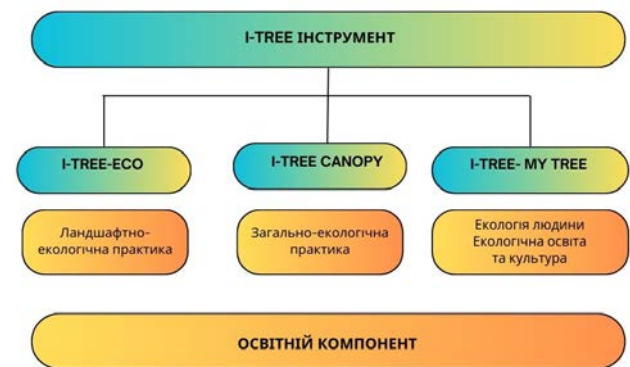 I-TREE ІНСТРУМЕНТ
I-TREE-ECO
I-TREE CANOPY
I-TREE- MY TREE
Ландшафтно-
екологічна практика
Загально-екологічна
практика
Екологія людини
Екологічна освіта
та культура
ОСВІТНІЙ КОМПОНЕНТ